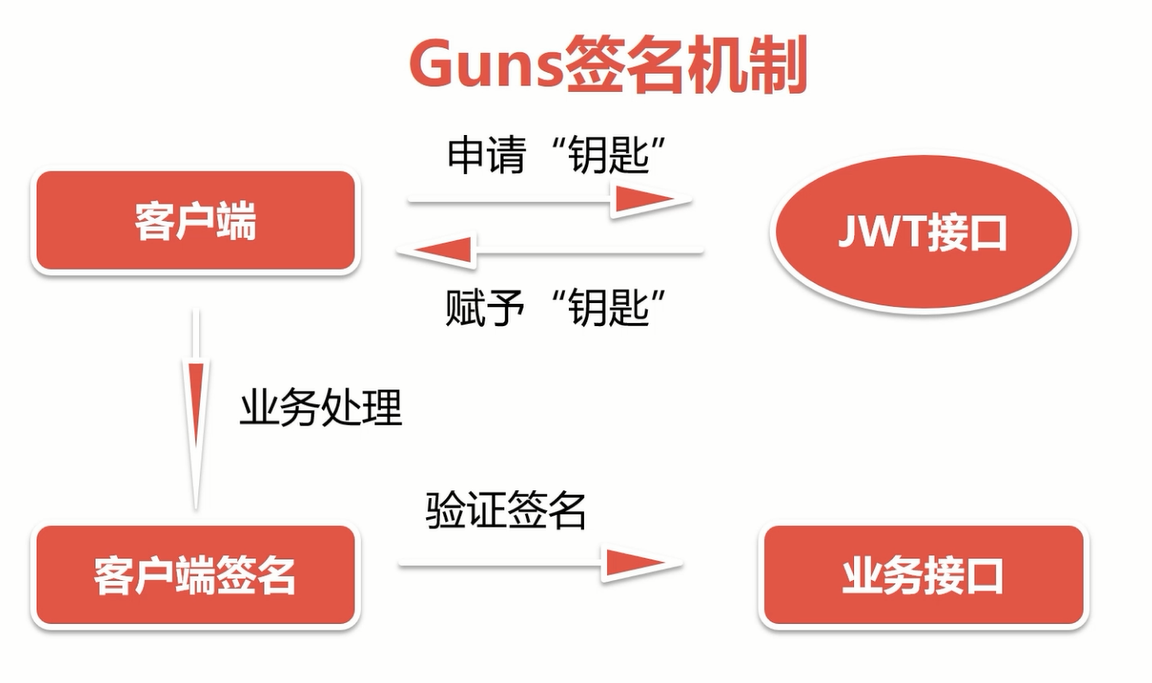 Guns签名机制
申请“钥匙”
客户端
JWT接口
赋予“钥匙”
业务处理
验证签名
客户端签名
业务接口